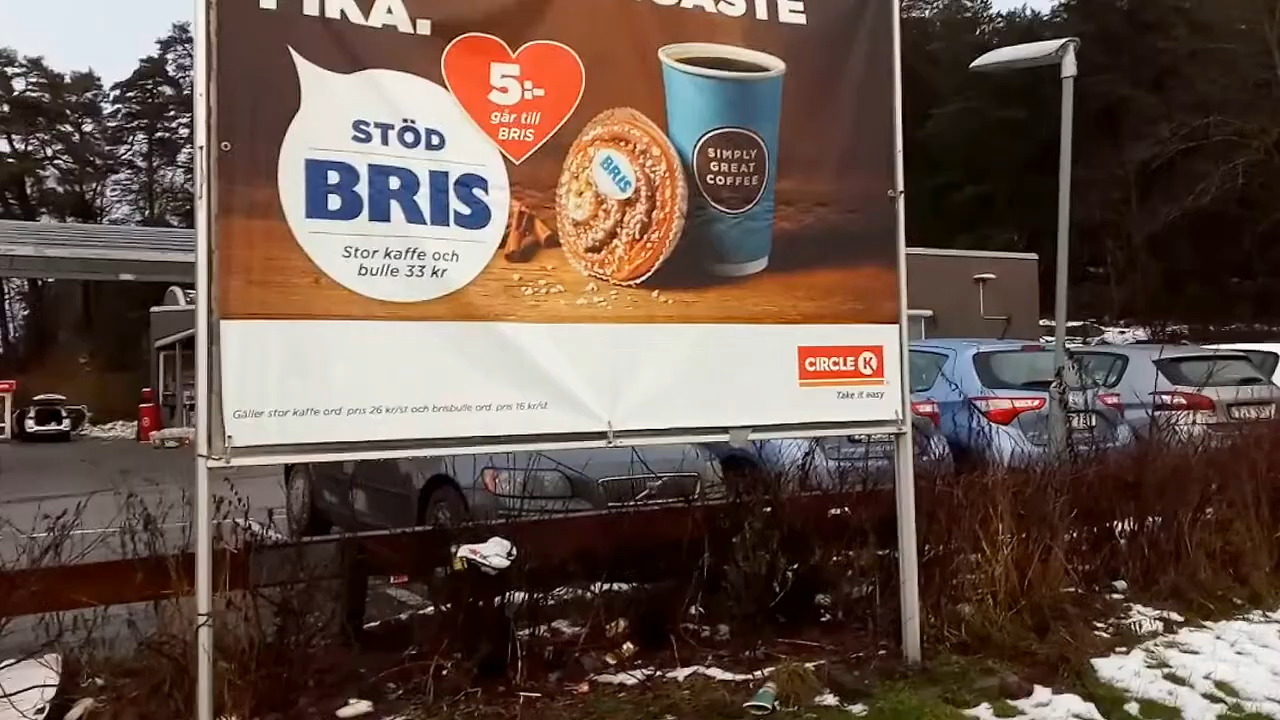 FIKA.
STÖD
BRIS
Stor kaffe och
bulle 33 kr
5:-
går till
BRIS
BRIS
SIMPLY
GREAT
COFFEE
CIRCLE K
Take it easy
Gäller stor kaffe ord. pris 26 kr/st och brisbulle ord. pris 16 kr/st.